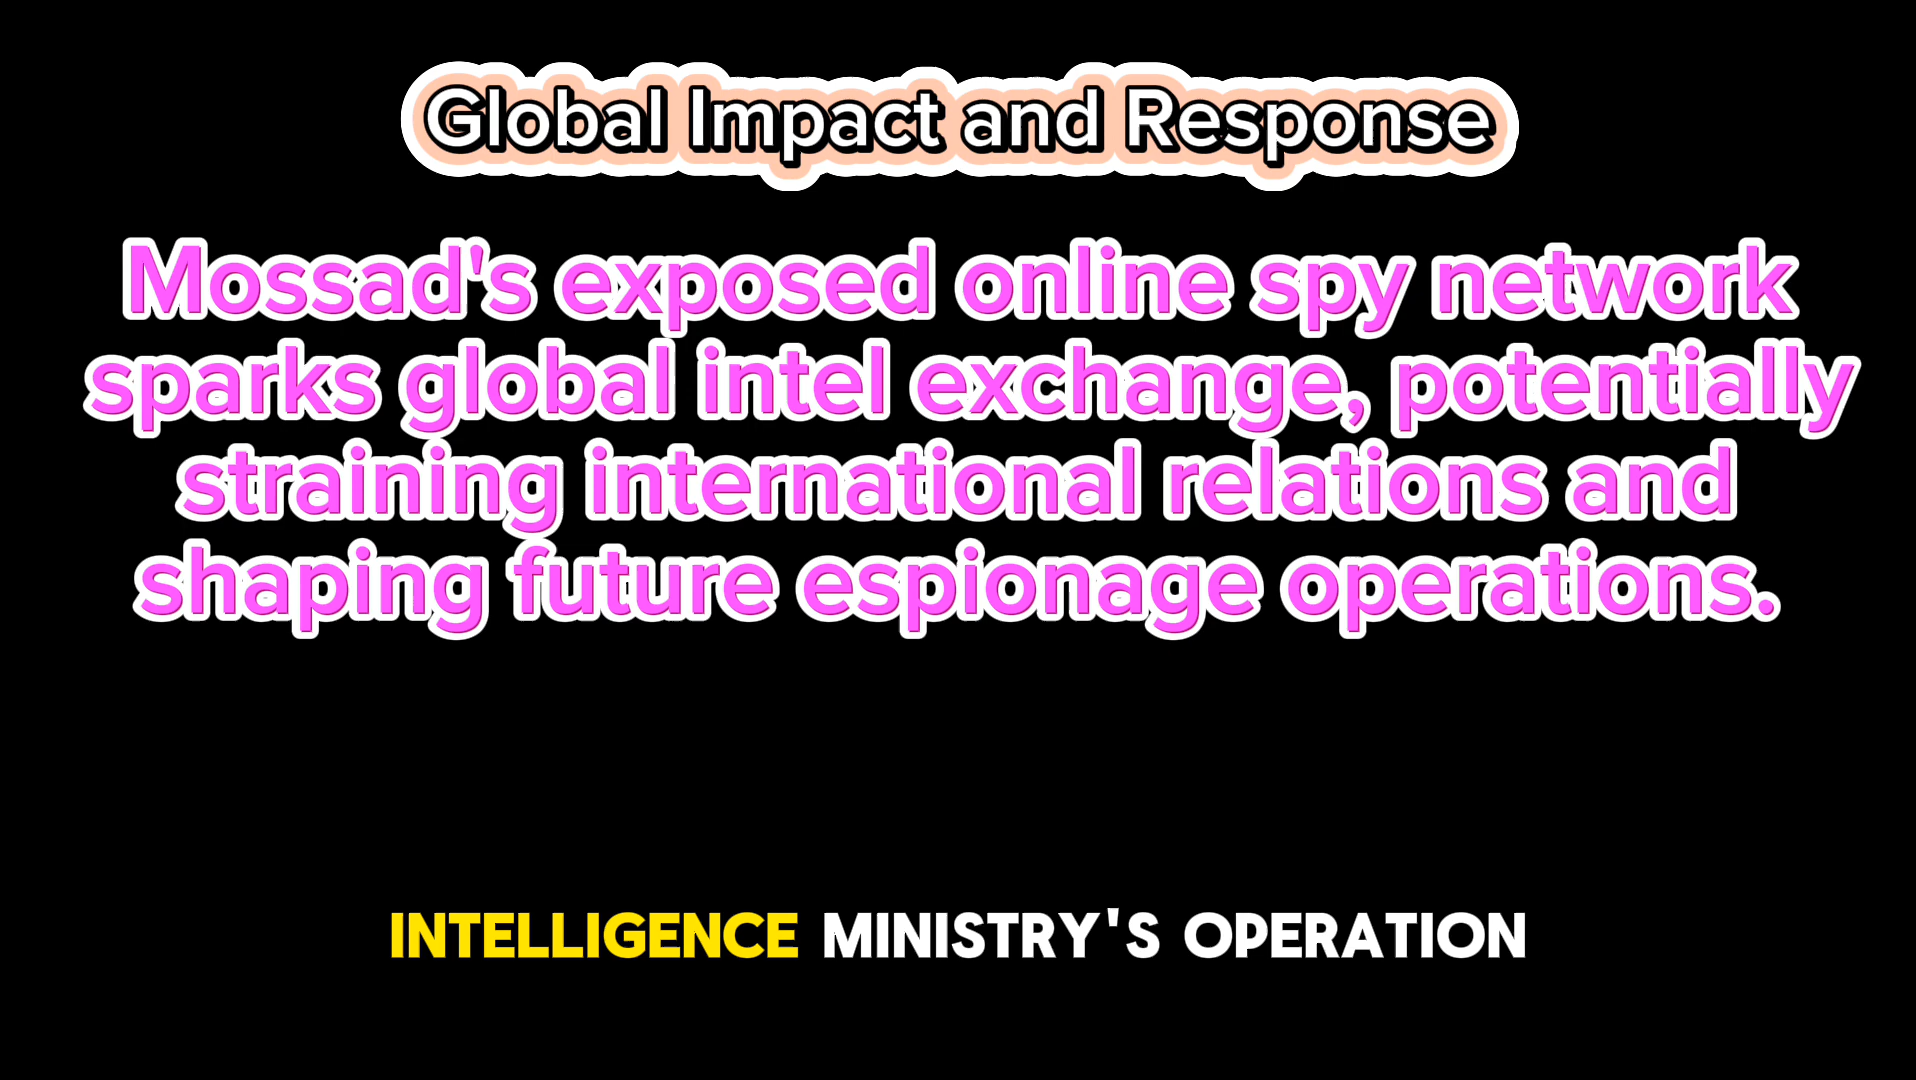 Global Impact and Response
Mossad's exposed online spy network
sparks global intel exchange, potentially
straining international relations and
shaping future espionage operations.
INTELLIGENCE MINISTRY'S OPERATION